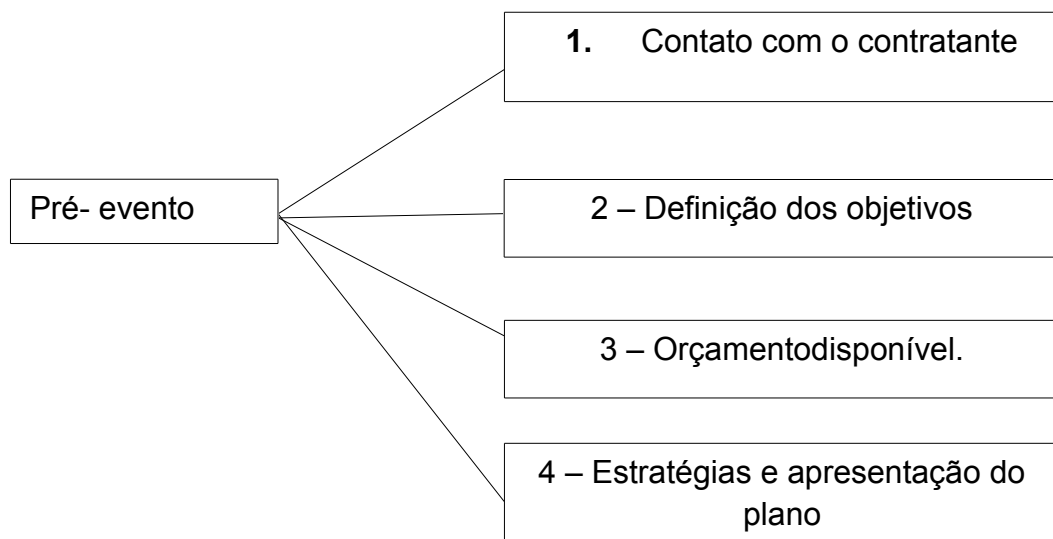 1. Contato com o contratante
Pré- evento
2 – Definição dos objetivos
3 – Orçamentodisponível.
4 – Estratégias e apresentação do
plano